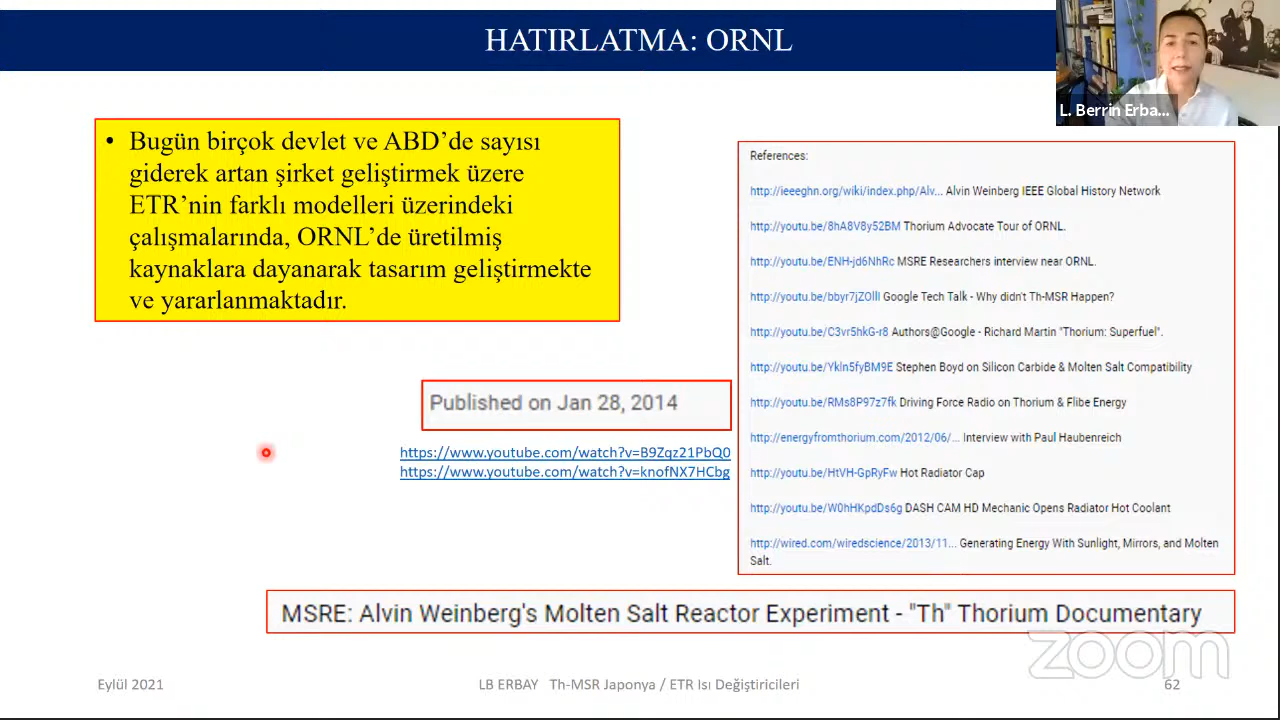 HATIRLATMA: ORNL
L. Berrin Erba...
• Bugün birçok devlet ve ABD’de sayısı
giderek artan şirket geliştirmek üzere
ETR’nin farklı modelleri üzerindeki
çalışmalarında, ORNL’de üretilmiş
kaynaklara dayanarak tasarım geliştirmekte
ve yararlanmaktadır.
Published on Jan 28, 2014
https://www.youtube.com/watch?v=B9Zqz21PbQ0
https://www.youtube.com/watch?v=knofNX7HCbg
References:
http://ieeeghn.org/wiki/index.php/Alv... Alvin Weinberg IEEE Global History Network
http://youtu.be/8hA8V8y52BM Thorium Advocate Tour of ORNL.
http://youtu.be/ENH-jd6NhRc MSRE Researchers interview near ORNL.
http://youtu.be/bbyr7jZOllI Google Tech Talk - Why didn't Th-MSR Happen?
http://youtu.be/C3vr5hkG-r8 Authors@Google - Richard Martin "Thorium: Superfuel".
http://youtu.be/Ykln5fyBM9E Stephen Boyd on Silicon Carbide & Molten Salt Compatibility
http://youtu.be/RMs8P97z7fk Driving Force Radio on Thorium & Flibe Energy
http://energyfromthorium.com/2012/06/... Interview with Paul Haubenreich
http://youtu.be/HtVH-GpRyFw Hot Radiator Cap
http://youtu.be/W0hHKpdDs6g DASH CAM HD Mechanic Opens Radiator Hot Coolant
http://wired.com/wiredscience/2013/11... Generating Energy With Sunlight, Mirrors, and Molten
Salt.
MSRE: Alvin Weinberg's Molten Salt Reactor Experiment - "Th" Thorium Documentary
zoom
Eylül 2021
LB ERBAY Th-MSR Japonya / ETR Isı Değiştiricileri
62